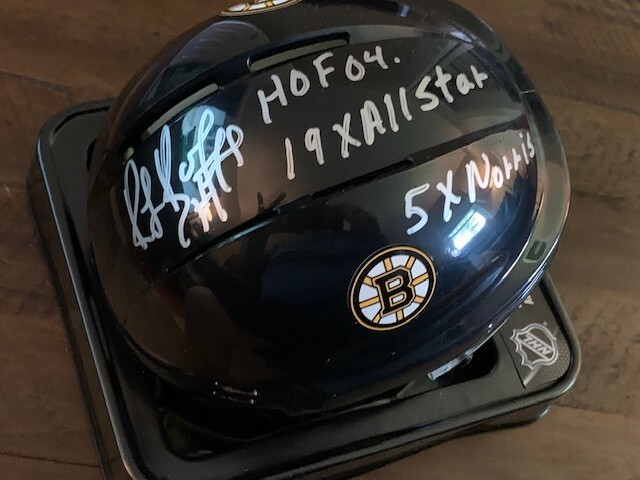 HOF 04.
19 X All Star
5 X Norris
B
NHL